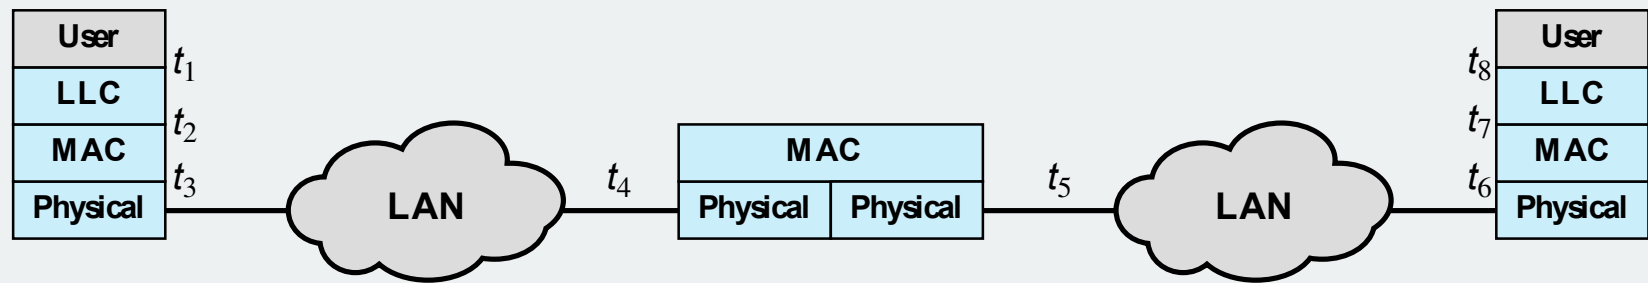 User
t1
LLC
t2
MAC
t3
Physical
LAN
t4
MAC
Physical
Physical
t5
LAN
User
t8
LLC
t7
MAC
t6
Physical